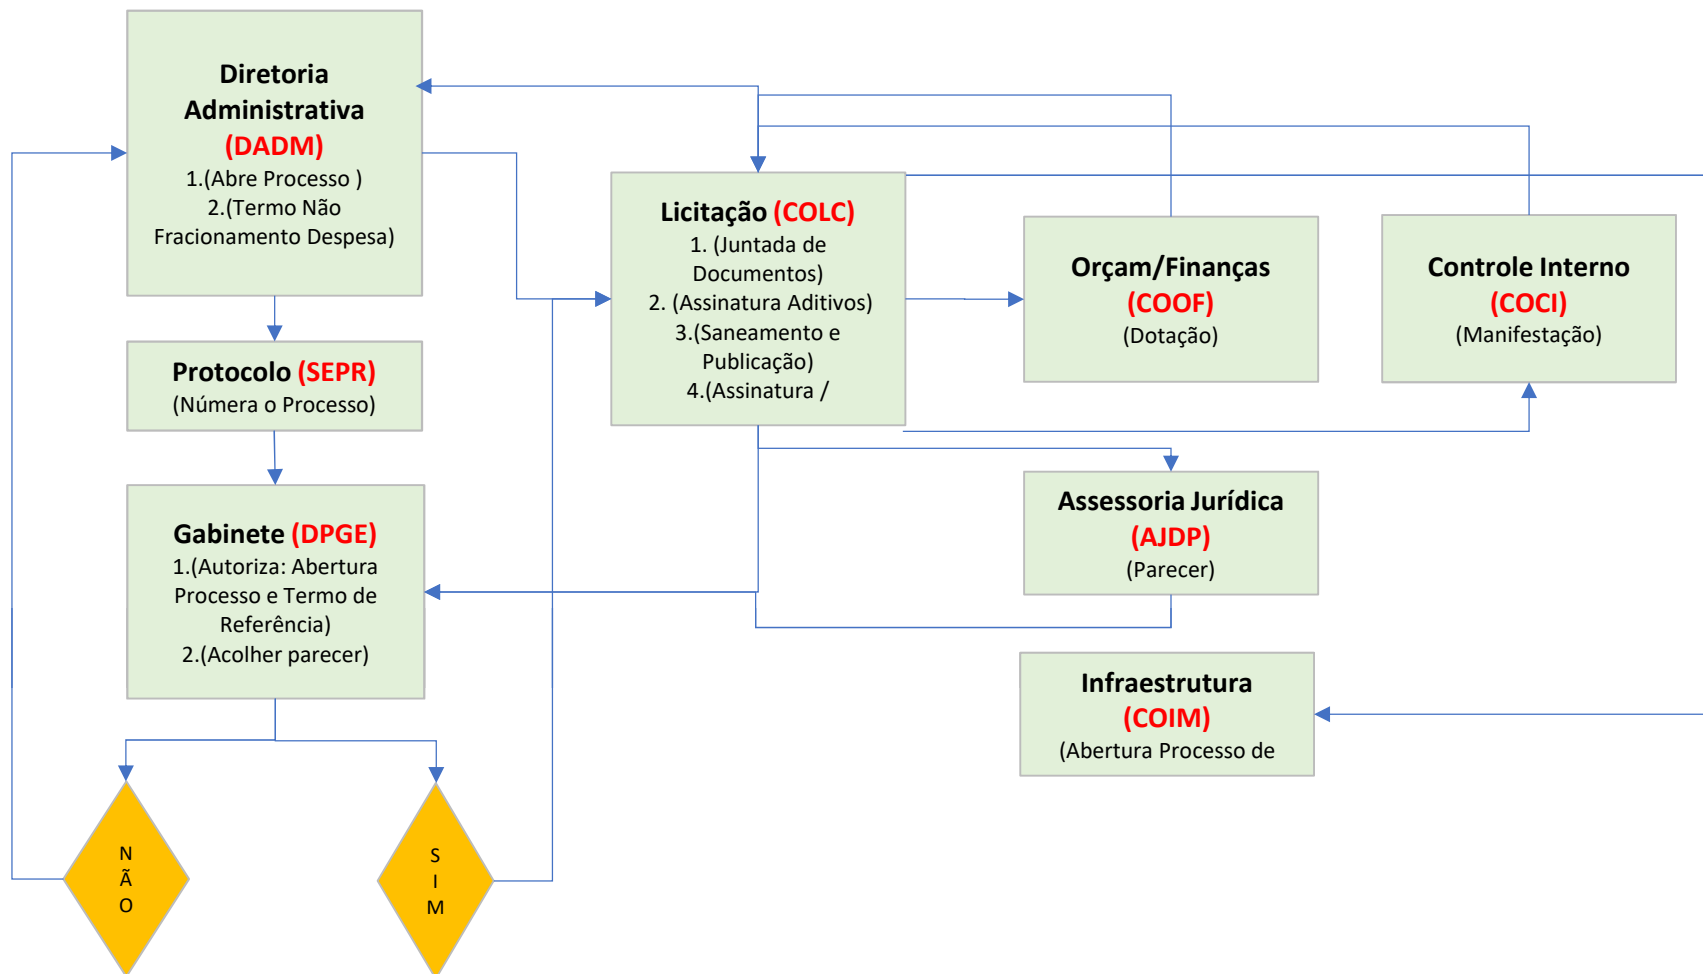 Diretoria
Administrativa
(DADM)
1.(Abre Processo )
2.(Termo Não
Fracionamento Despesa)
Protocolo (SEPR)
(Númera o Processo)
Gabinete (DPGE)
1.(Autoriza: Abertura
Processo e Termo de
Referência)
2.(Acolher parecer)
N
Ã
O
S
I
M
Licitação (COLC)
1. (Juntada de
Documentos)
2. (Assinatura Aditivos)
3.(Saneamento e
Publicação)
4.(Assinatura /
Orçam/Finanças
(COOF)
(Dotação)
Controle Interno
(COCI)
(Manifestação)
Assessoria Jurídica
(AJDP)
(Parecer)
Infraestrutura
(COIM)
(Abertura Processo de